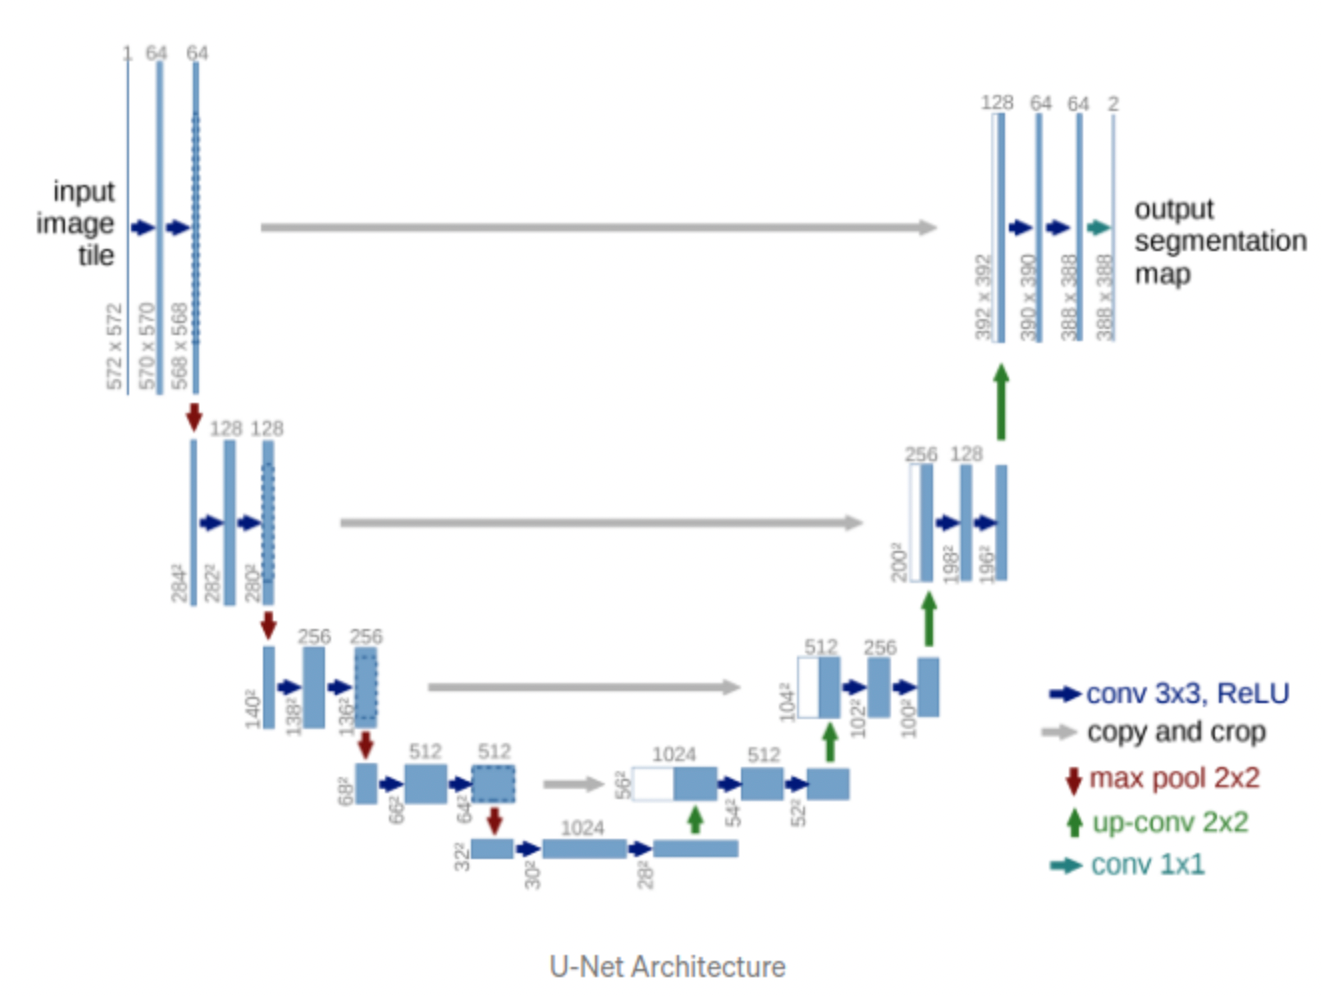 1 64 64
128 64 64 2
input
image
tile
output
segmentation
map
572 x 572
570 x 570
568 x 568
392 x 392
390 x 390
388 x 388
388 x 388
128 128
256 128
284²
282²
280²
200²
198²
196²
256 256
512 256
140²
138²
136²
104²
102²
100²
512 512
1024 512
68²
66²
64²
56²
54²
52²
1024
32²
30²
28²
conv 3x3, ReLU
copy and crop
max pool 2x2
up-conv 2x2
conv 1x1
U-Net Architecture